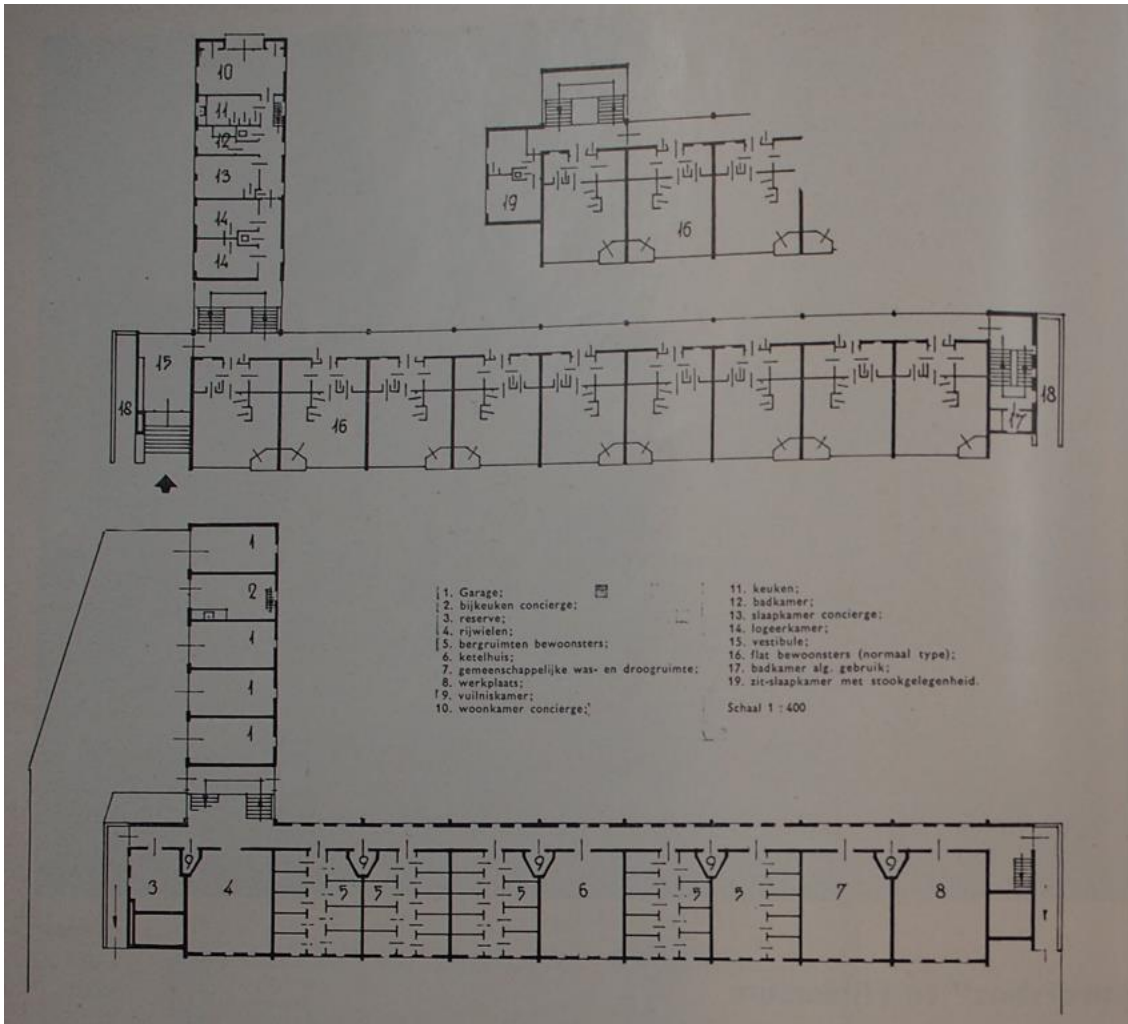 10
11
12
13
14
14
19
16
15
18
16
17
18
1
2
1
1
1
1. Garage;
2. bijkeuken concierge;
3. reserve;
4. rijwielen;
5. bergruimten bewoonsters;
6. ketelhuis;
7. gemeenschappelijke was- en droogruimte;
8. werkplaats;
9. vuilniskamer;
10. woonkamer concierge;
11. keuken;
12. badkamer;
13. slaapkamer concierge;
14. logeerkamer;
15. vestibule;
16. flat bewoonsters (normaal type);
17. badkamer alg. gebruik;
19. zit-slaapkamer met stookgelegenheid.
Schaal 1 : 400
9 9 9 9 9
3 4 5 5 5 6 5 5 7 8